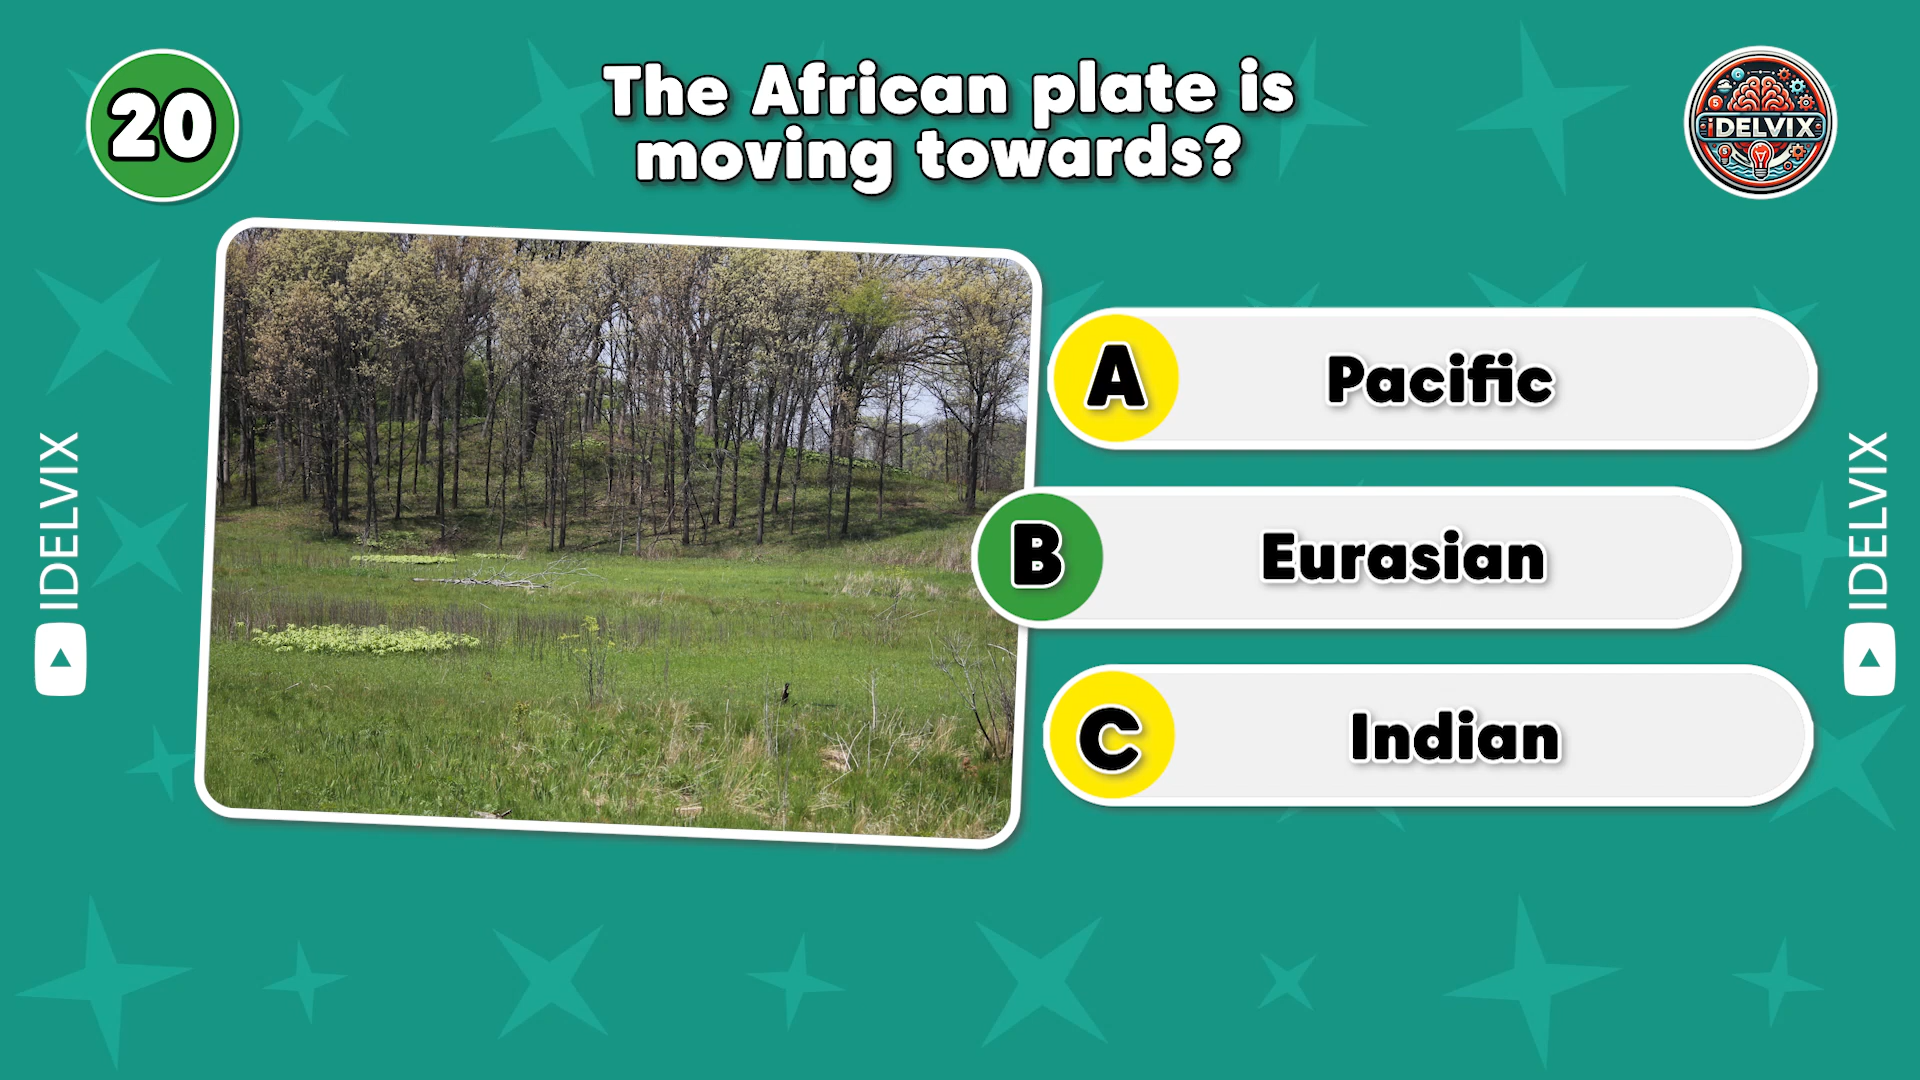 20
The African plate is
moving towards?
iDELVIX
A
Pacific
B
Eurasian
C
Indian
IDELVIX
IDELVIX